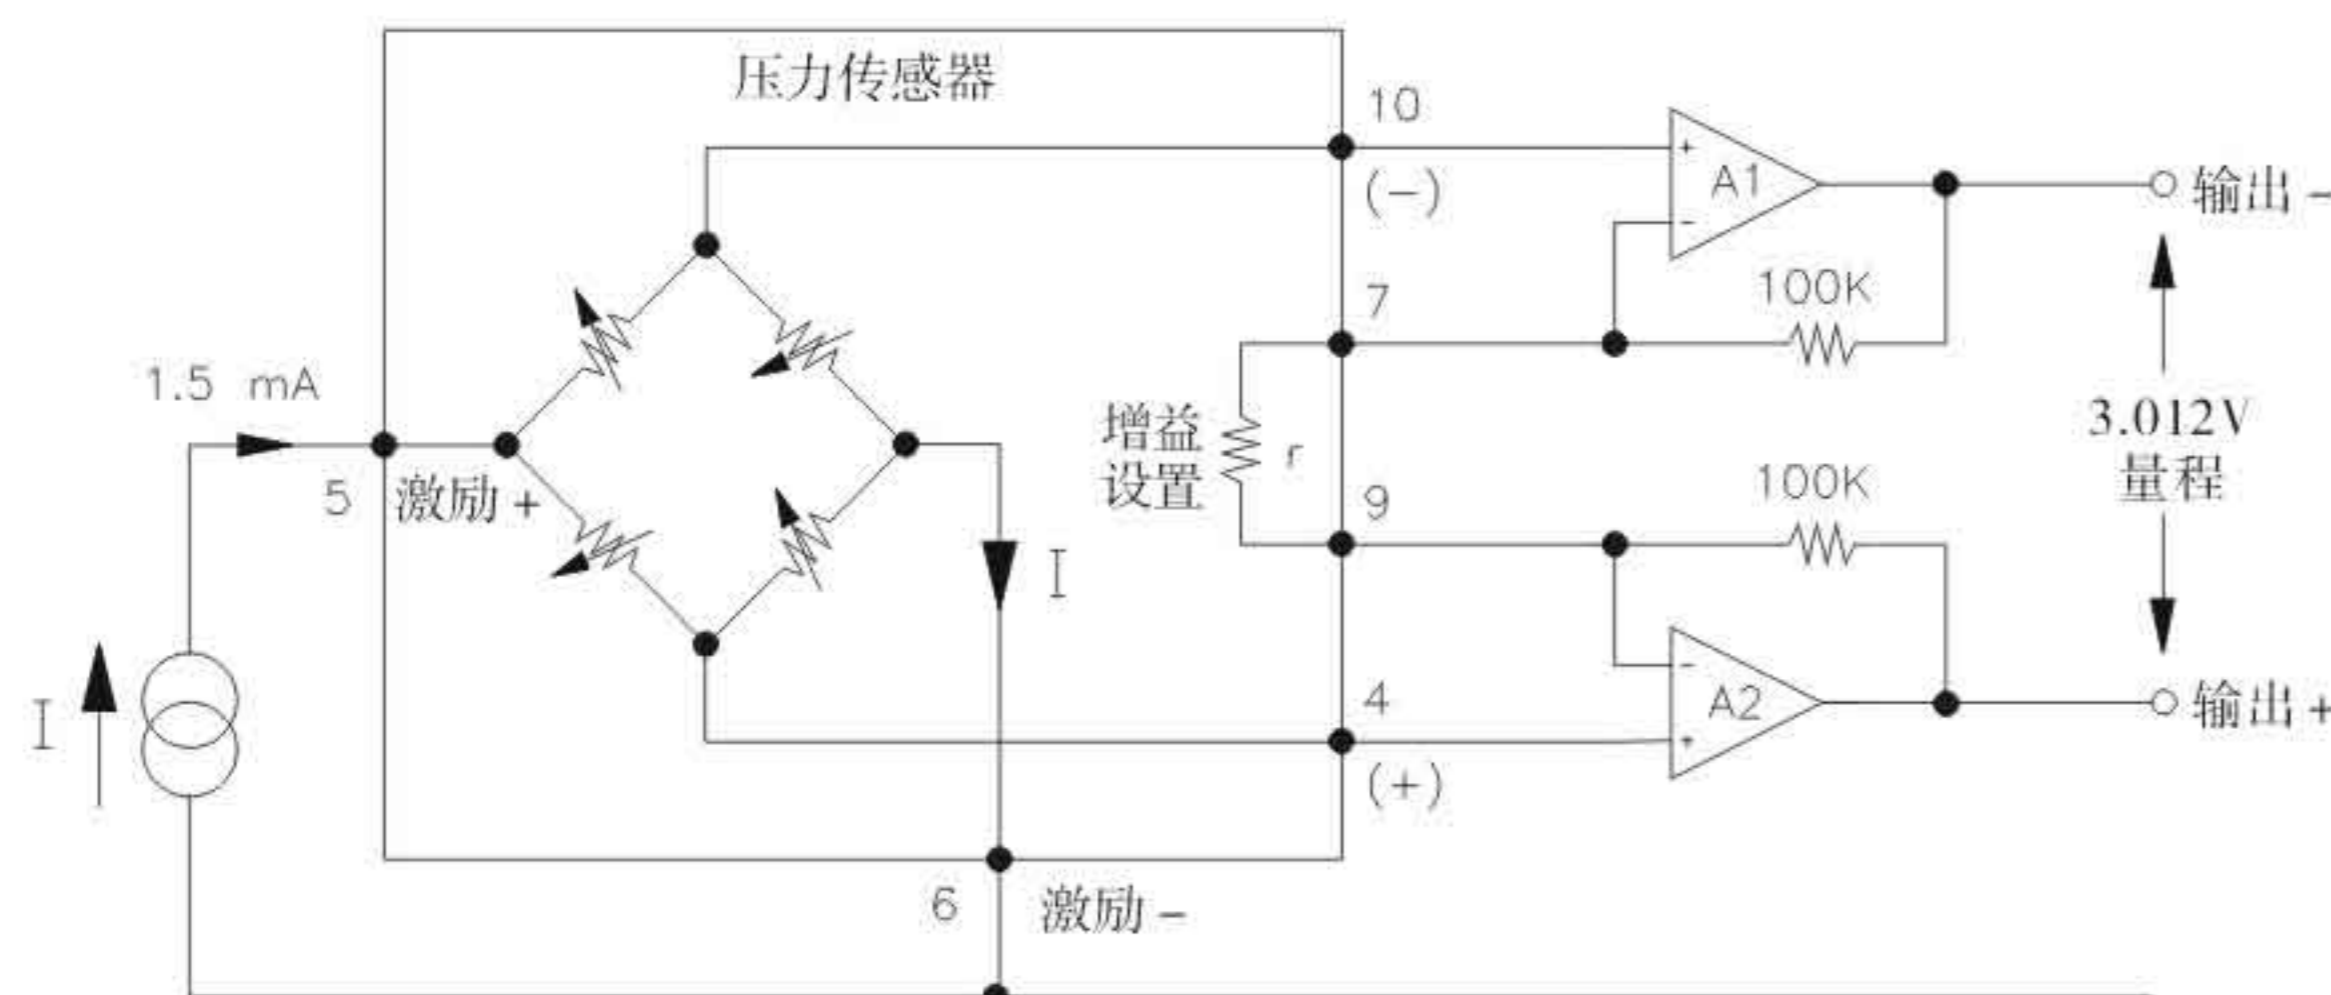 压力传感器
10
(−)
A1
+
−
输出 −
100K
7
1.5 mA
增益
设置
r
3.012V
量程
5
激励 +
9
100K
I
I
4
(+)
A2
−
+
输出 +
6
激励 −